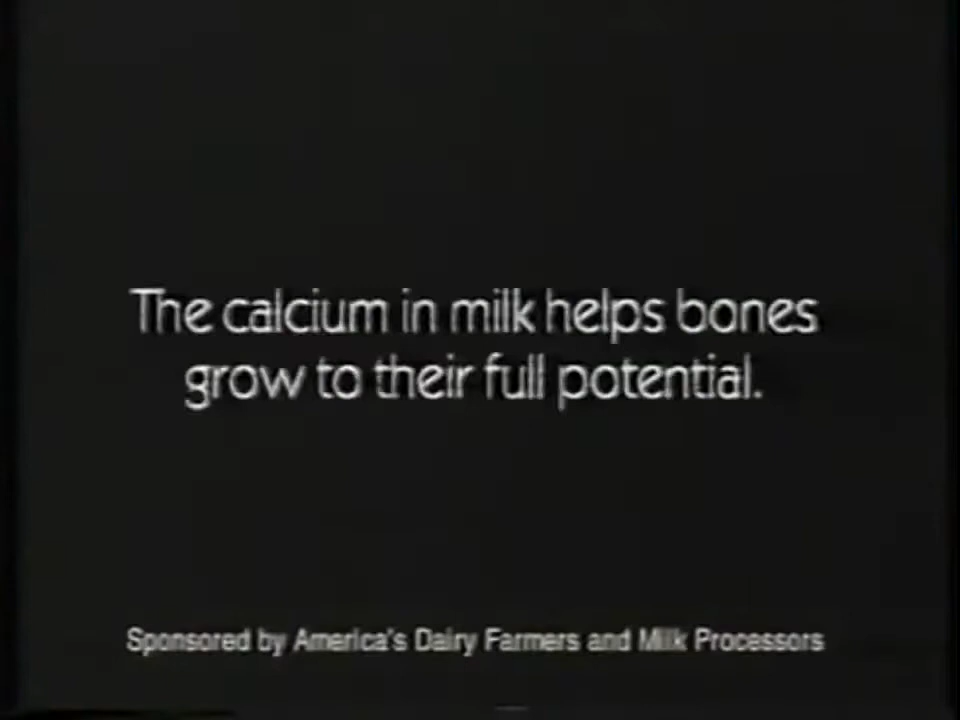 The calcium in milk helps bones
grow to their full potential.
Sponsored by America's Dairy Farmers and Milk Processors